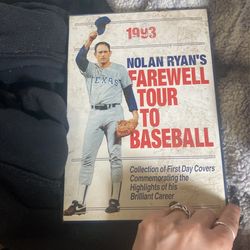 1993
NOLAN RYAN'S
FAREWELL
TOUR
TO
BASEBALL
TEXAS
Collection of First Day Covers
Commemorating the
Highlights of his
Brilliant Career